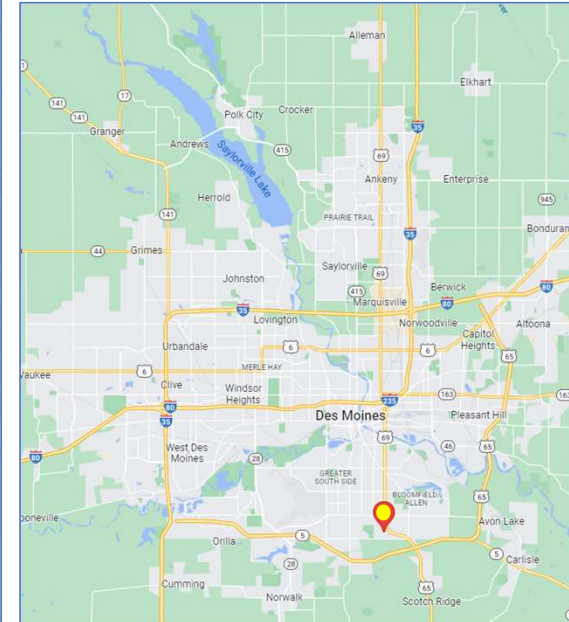 Alleman
Elkhart
17
141
141
Polk City
Crocker
35
Granger
Andrews
415
69
Saylorville Lake
Ankeny
Enterprise
Herrold
945
PRAIRIE TRAIL
141
Bonduran
35
44
Grimes
Saylorville
69
Johnston
Berwick
80
415
Marquisville
80
35
Lovington
Norwoodville
Altoona
Capitol
Heights
Urbandale
6
6
65
MERLE HAY
Vaukee
6
Clive
Windsor
Heights
163
163
235
80
Des Moines
Pleasant Hill
35
69
West Des
Moines
46
65
80
28
GREATER
SOUTH SIDE
BLOOMFIELD
ALLEN
65
ooneville
Avon Lake
Orilla
5
5
Carlisle
28
Cumming
65
Norwalk
Scotch Ridge